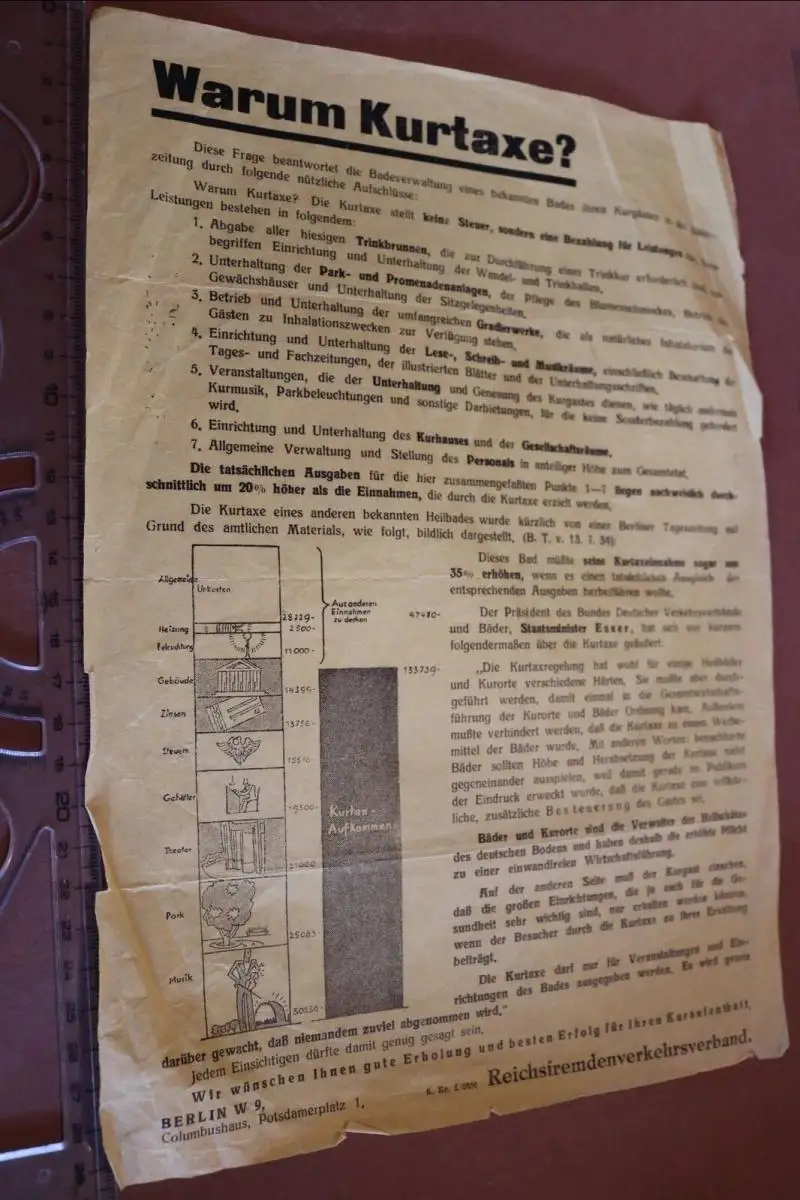 Warum Kurtaxe?
Diese Frage beantwortet die Badeverwaltung eines bekannten Bades ihren Kurgästen in der
zeitung durch folgende nützliche Aufschlüsse:
Warum Kurtaxe? Die Kurtaxe stellt keine Steuer, sondern eine Bezahlung für Leistungen
Leistungen bestehen in folgendem:
1. Abgabe aller hiesigen Trinkbrunnen, die zur Durchführung einer Trinkkur erforderlich sind,
begriffen Einrichtung und Unterhaltung der Wandel- und Trinkhallen.
2. Unterhaltung der Park- und Promenadenanlagen, der Pflege des Blumenschmuckes, Betrieb der
Gewächshäuser und Unterhaltung der Sitzgelegenheiten.
3. Betrieb und Unterhaltung der umfangreichen Gradierwerke, die als natürliches Inhalatorium den
Gästen zu Inhalationszwecken zur Verfügung stehen.
4. Einrichtung und Unterhaltung der Lese-, Schreib- und Musikräume, einschließlich Beschaffung der
Tages- und Fachzeitungen, der illustrierten Blätter und der Unterhaltungsschriften.
5. Veranstaltungen, die der Unterhaltung und Genesung des Kurgastes dienen, wie täglich mehrmals
Kurmusik, Parkbeleuchtungen und sonstige Darbietungen, für die keine Sonderbezahlung gefordert
wird.
6. Einrichtung und Unterhaltung des Kurhauses und der Gesellschaftsräume.
7. Allgemeine Verwaltung und Stellung des Personals in anteiliger Höhe zum Gesamtetat.
Die tatsächlichen Ausgaben für die hier zusammengefaßten Punkte 1—7 liegen nachweislich durch-
schnittlich um 20% höher als die Einnahmen, die durch die Kurtaxe erzielt werden.
Die Kurtaxe eines anderen bekannten Heilbades wurde kürzlich von einer Berliner Tageszeitung auf
Grund des amtlichen Materials, wie folgt, bildlich dargestellt. (B. T. v. 13. 7. 34)
Allgemeine
Unkosten
28229-
Heizung
2500-
Beleuchtung
11000-
Gebäude
14399-
Zinsen
13756-
Steuern
Gehälter
Theater
21000
Park
25083-
Musik
30230-
Aus anderen
Einnahmen
zu decken
47480-
133739-
Kurtax-
Aufkommen
Dieses Bad müßte seine Kurtaxeinnahme sogar um
35% erhöhen, wenn es einen tatsächlichen Ausgleich der
entsprechenden Ausgaben herbeiführen wollte.
Der Präsident des Bundes Deutscher Verkehrsverbände
und Bäder, Staatsminister Esser, hat sich vor kurzem
folgendermaßen über die Kurtaxe geäußert:
„Die Kurtaxregelung hat wohl für einige Heilbäder
und Kurorte verschiedene Härten. Sie mußte aber durch-
geführt werden, damit einmal in die Gesamtwirtschafts-
führung der Kurorte und Bäder Ordnung kam. Außerdem
mußte verhindert werden, daß die Kurtaxe zu einem Werbe-
mittel der Bäder wurde. Mit anderen Worten: benachbarte
Bäder sollten Höhe und Herabsetzung der Kurtaxe nicht
gegeneinander ausspielen, weil damit gerade im Publikum
der Eindruck erweckt wurde, daß die Kurtaxe eine willkür-
liche, zusätzliche Besteuerung des Gastes sei.
Bäder und Kurorte sind die Verwalter der Heilschätze
des deutschen Bodens und haben deshalb die erhöhte Pflicht
zu einer einwandfreien Wirtschaftsführung.
Auf der anderen Seite muß der Kurgast einsehen,
daß die großen Einrichtungen, die ja auch für die Ge-
sundheit sehr wichtig sind, nur erhalten werden können,
wenn der Besucher durch die Kurtaxe zu ihrer Erhaltung
beiträgt.
Die Kurtaxe darf nur für Veranstaltungen und Ein-
richtungen des Bades ausgegeben werden. Es wird genau
darüber gewacht, daß niemandem zuviel abgenommen wird."
Jedem Einsichtigen dürfte damit genug gesagt sein.
Wir wünschen Ihnen gute Erholung und besten Erfolg für Ihren Kuraufenthalt.
BERLIN W 9,
Columbushaus, Potsdamerplatz 1.
Reichsfremdenverkehrsverband.